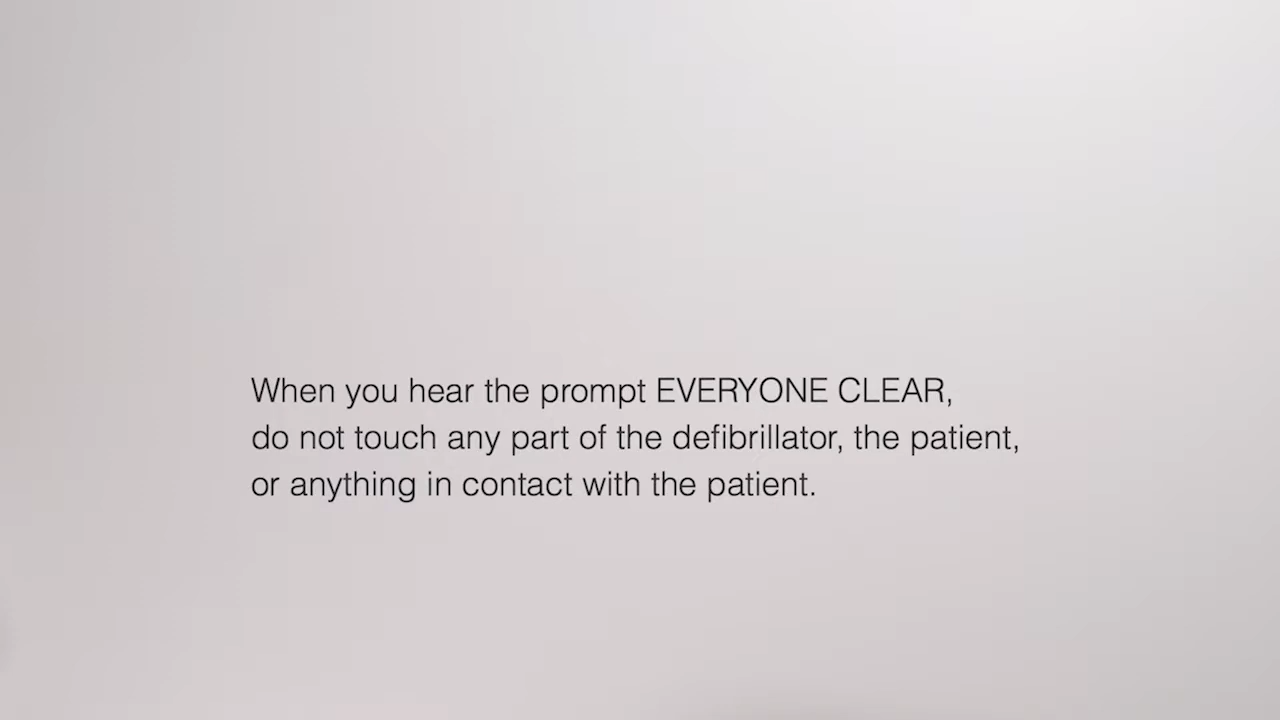 When you hear the prompt EVERYONE CLEAR,
do not touch any part of the defibrillator, the patient,
or anything in contact with the patient.